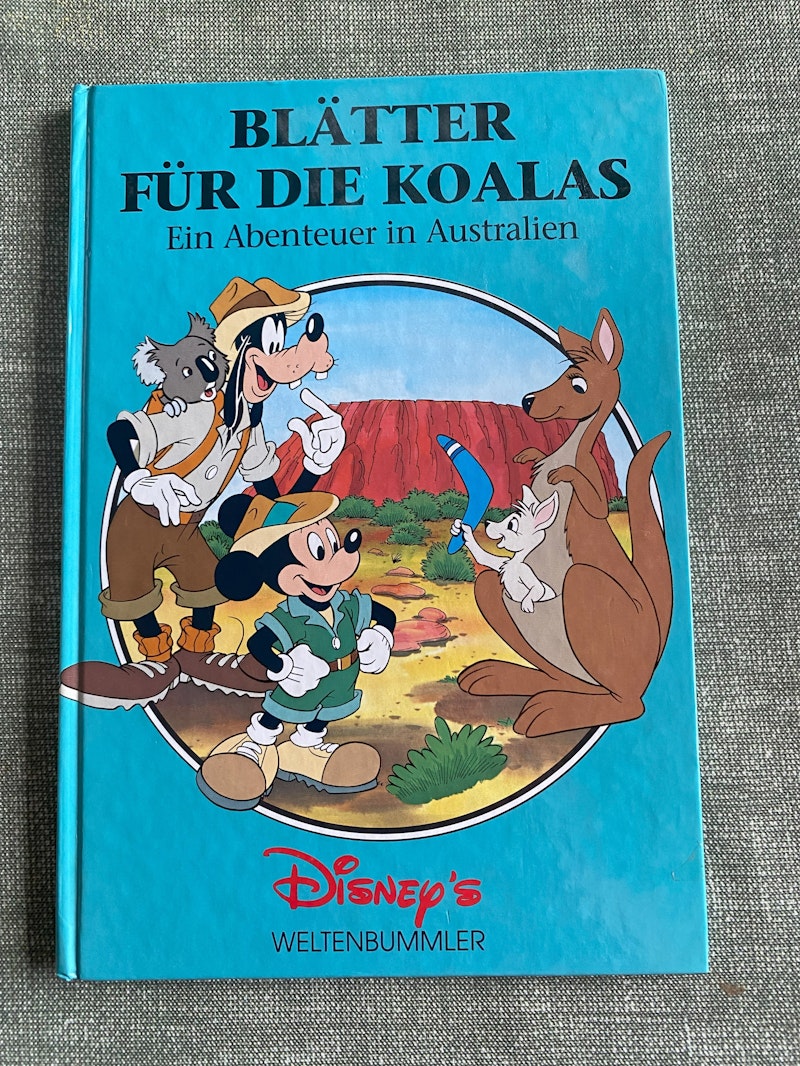 BLÄTTER
FÜR DIE KOALAS
Ein Abenteuer in Australien
DISNEY'S
WELTENBUMMLER